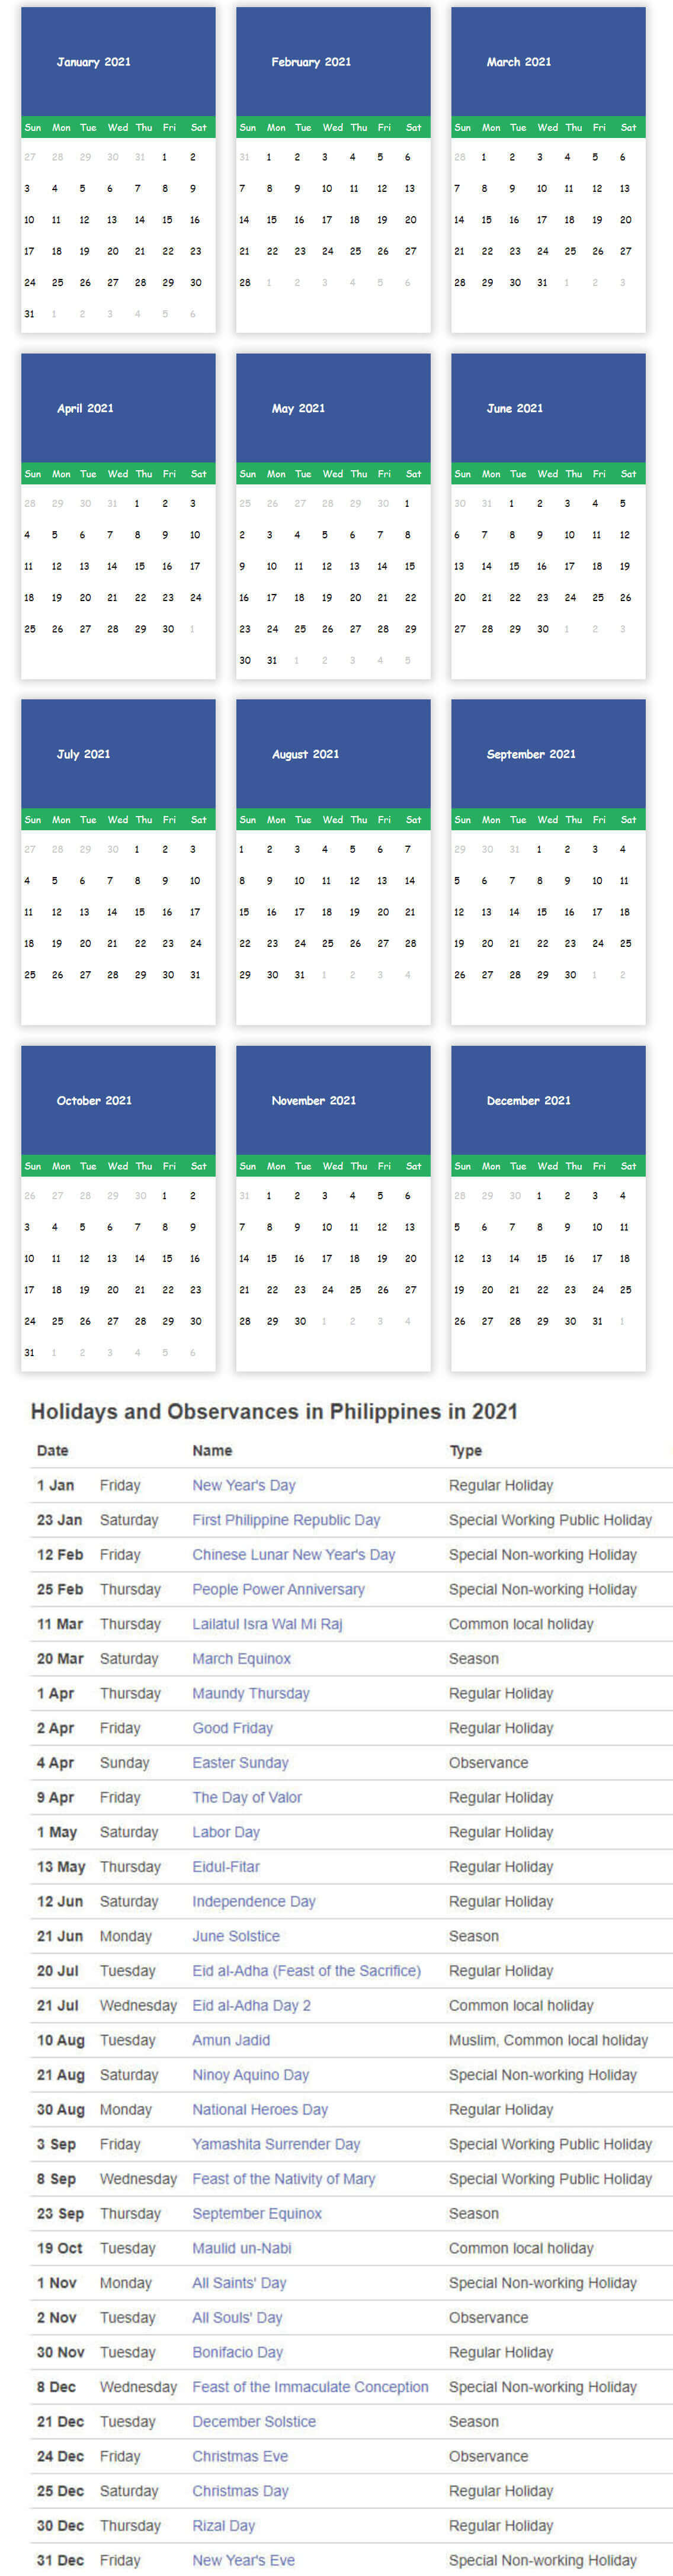 January 2021 February 2021 March 2021
Sun Mon Tue Wed Thu Fri Sat Sun Mon Tue Wed Thu Fri Sat Sun Mon Tue Wed Thu Fri Sat
27 28 29 30 31 1 2 31 1 2 3 4 5 6 28 1 2 3 4 5 6
3 4 5 6 7 8 9 7 8 9 10 11 12 13 7 8 9 10 11 12 13
10 11 12 13 14 15 16 14 15 16 17 18 19 20 14 15 16 17 18 19 20
17 18 19 20 21 22 23 21 22 23 24 25 26 27 21 22 23 24 25 26 27
24 25 26 27 28 29 30 28 1 2 3 4 5 6 28 29 30 31 1 2 3
31 1 2 3 4 5 6
April 2021 May 2021 June 2021
Sun Mon Tue Wed Thu Fri Sat Sun Mon Tue Wed Thu Fri Sat Sun Mon Tue Wed Thu Fri Sat
28 29 30 31 1 2 3 25 26 27 28 29 30 1 30 31 1 2 3 4 5
4 5 6 7 8 9 10 2 3 4 5 6 7 8 6 7 8 9 10 11 12
11 12 13 14 15 16 17 9 10 11 12 13 14 15 13 14 15 16 17 18 19
18 19 20 21 22 23 24 16 17 18 19 20 21 22 20 21 22 23 24 25 26
25 26 27 28 29 30 1 23 24 25 26 27 28 29 27 28 29 30 1 2 3
30 31 1 2 3 4 5
July 2021 August 2021 September 2021
Sun Mon Tue Wed Thu Fri Sat Sun Mon Tue Wed Thu Fri Sat Sun Mon Tue Wed Thu Fri Sat
27 28 29 30 1 2 3 1 2 3 4 5 6 7 29 30 31 1 2 3 4
4 5 6 7 8 9 10 8 9 10 11 12 13 14 5 6 7 8 9 10 11
11 12 13 14 15 16 17 15 16 17 18 19 20 21 12 13 14 15 16 17 18
18 19 20 21 22 23 24 22 23 24 25 26 27 28 19 20 21 22 23 24 25
25 26 27 28 29 30 31 29 30 31 1 2 3 4 26 27 28 29 30 1 2
October 2021 November 2021 December 2021
Sun Mon Tue Wed Thu Fri Sat Sun Mon Tue Wed Thu Fri Sat Sun Mon Tue Wed Thu Fri Sat
26 27 28 29 30 1 2 31 1 2 3 4 5 6 28 29 30 1 2 3 4
3 4 5 6 7 8 9 7 8 9 10 11 12 13 5 6 7 8 9 10 11
10 11 12 13 14 15 16 14 15 16 17 18 19 20 12 13 14 15 16 17 18
17 18 19 20 21 22 23 21 22 23 24 25 26 27 19 20 21 22 23 24 25
24 25 26 27 28 29 30 28 29 30 1 2 3 4 26 27 28 29 30 31 1
31 1 2 3 4 5 6
Holidays and Observances in Philippines in 2021
Date Name Type
1 Jan Friday New Year's Day Regular Holiday
23 Jan Saturday First Philippine Republic Day Special Working Public Holiday
12 Feb Friday Chinese Lunar New Year's Day Special Non-working Holiday
25 Feb Thursday People Power Anniversary Special Non-working Holiday
11 Mar Thursday Lailatul Isra Wal Mi Raj Common local holiday
20 Mar Saturday March Equinox Season
1 Apr Thursday Maundy Thursday Regular Holiday
2 Apr Friday Good Friday Regular Holiday
4 Apr Sunday Easter Sunday Observance
9 Apr Friday The Day of Valor Regular Holiday
1 May Saturday Labor Day Regular Holiday
13 May Thursday Eidul-Fitar Regular Holiday
12 Jun Saturday Independence Day Regular Holiday
21 Jun Monday June Solstice Season
20 Jul Tuesday Eid al-Adha (Feast of the Sacrifice) Regular Holiday
21 Jul Wednesday Eid al-Adha Day 2 Common local holiday
10 Aug Tuesday Amun Jadid Muslim, Common local holiday
21 Aug Saturday Ninoy Aquino Day Special Non-working Holiday
30 Aug Monday National Heroes Day Regular Holiday
3 Sep Friday Yamashita Surrender Day Special Working Public Holiday
8 Sep Wednesday Feast of the Nativity of Mary Special Working Public Holiday
23 Sep Thursday September Equinox Season
19 Oct Tuesday Maulid un-Nabi Common local holiday
1 Nov Monday All Saints' Day Special Non-working Holiday
2 Nov Tuesday All Souls' Day Observance
30 Nov Tuesday Bonifacio Day Regular Holiday
8 Dec Wednesday Feast of the Immaculate Conception Special Non-working Holiday
21 Dec Tuesday December Solstice Season
24 Dec Friday Christmas Eve Observance
25 Dec Saturday Christmas Day Regular Holiday
30 Dec Thursday Rizal Day Regular Holiday
31 Dec Friday New Year's Eve Special Non-working Holiday